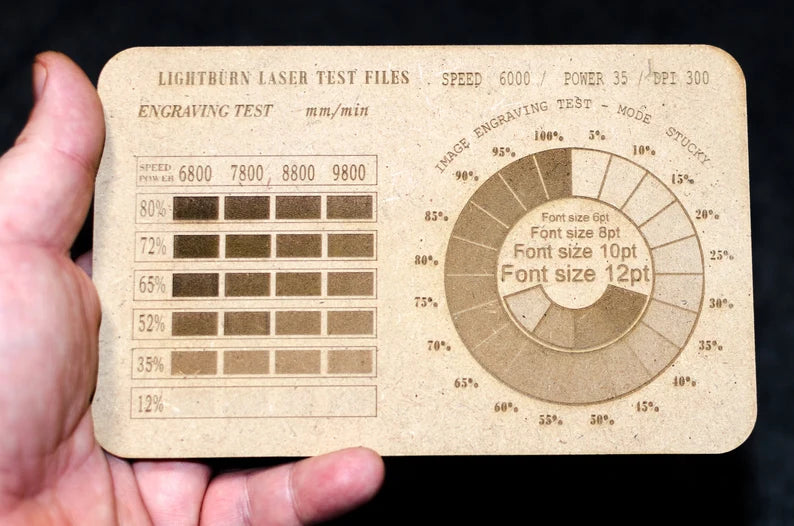 LIGHTBURN LASER TEST FILES
SPEED 6000 / POWER 35 / DPI 300
ENGRAVING TEST mm/min
SPEED 6800 7800 8800 9800
POWER
80%
72%
65%
52%
35%
12%
IMAGE ENGRAVING TEST - MODE STUCKY
100% 5%
95% 10%
90% 15%
85% 20%
80% 25%
75% 30%
70% 35%
65% 40%
60% 45%
55% 50%
Font size 6pt
Font size 8pt
Font size 10pt
Font size 12pt